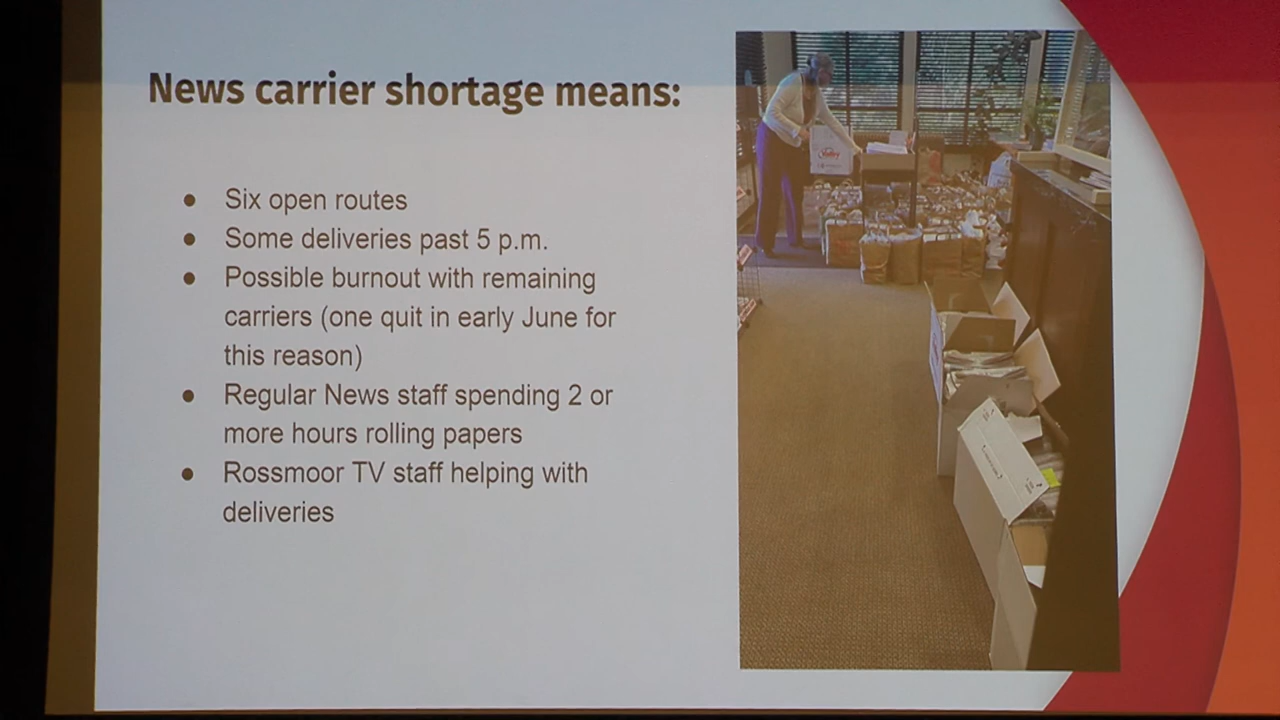 News carrier shortage means:
● Six open routes
● Some deliveries past 5 p.m.
● Possible burnout with remaining
carriers (one quit in early June for
this reason)
● Regular News staff spending 2 or
more hours rolling papers
● Rossmoor TV staff helping with
deliveries
Valley